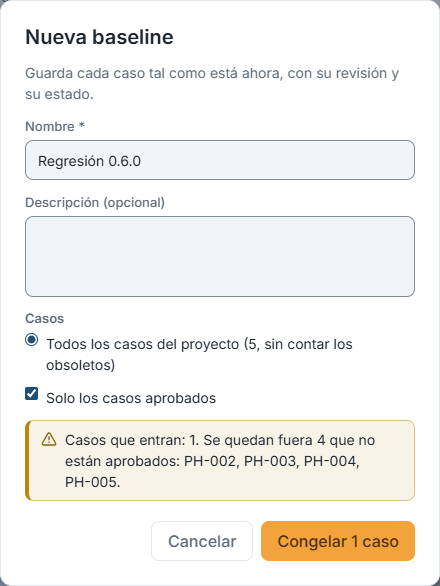 Nueva baseline
Guarda cada caso tal como está ahora, con su revisión y
su estado.
Nombre *
Regresión 0.6.0
Descripción (opcional)
Casos
Todos los casos del proyecto (5, sin contar los
obsoletos)
Solo los casos aprobados
Casos que entran: 1. Se quedan fuera 4 que no
están aprobados: PH-002, PH-003, PH-004,
PH-005.
Cancelar
Congelar 1 caso